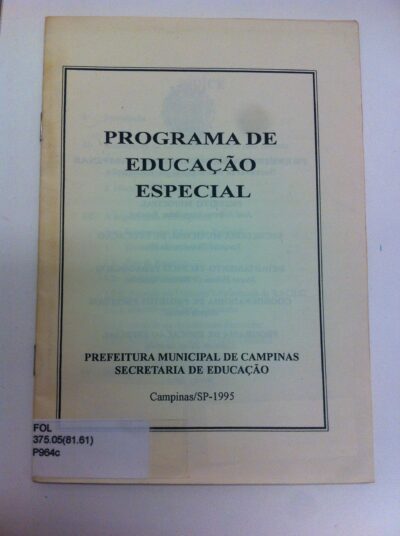 PROGRAMA DE
EDUCAÇÃO
ESPECIAL
PREFEITURA MUNICIPAL DE CAMPINAS
SECRETARIA DE EDUCAÇÃO
Campinas/SP-1995
FOL
375.05(81.61)
P964c